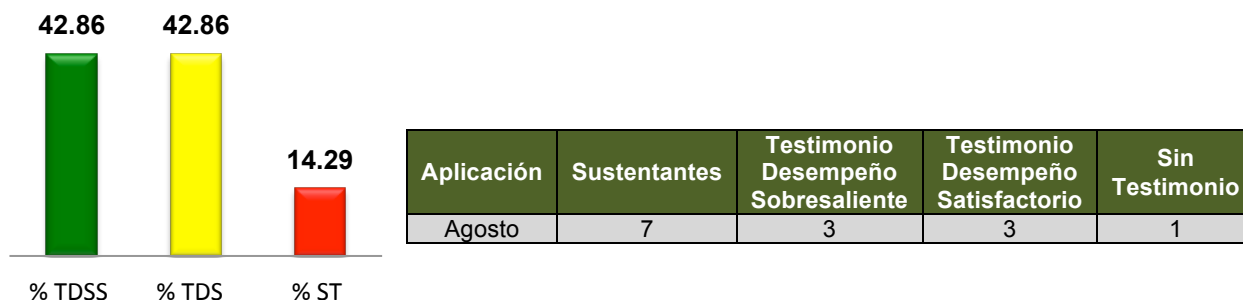 42.86 42.86
14.29
% TDSS % TDS % ST
Aplicación Sustentantes Testimonio Desempeño Sobresaliente Testimonio Desempeño Satisfactorio Sin Testimonio
Agosto 7 3 3 1